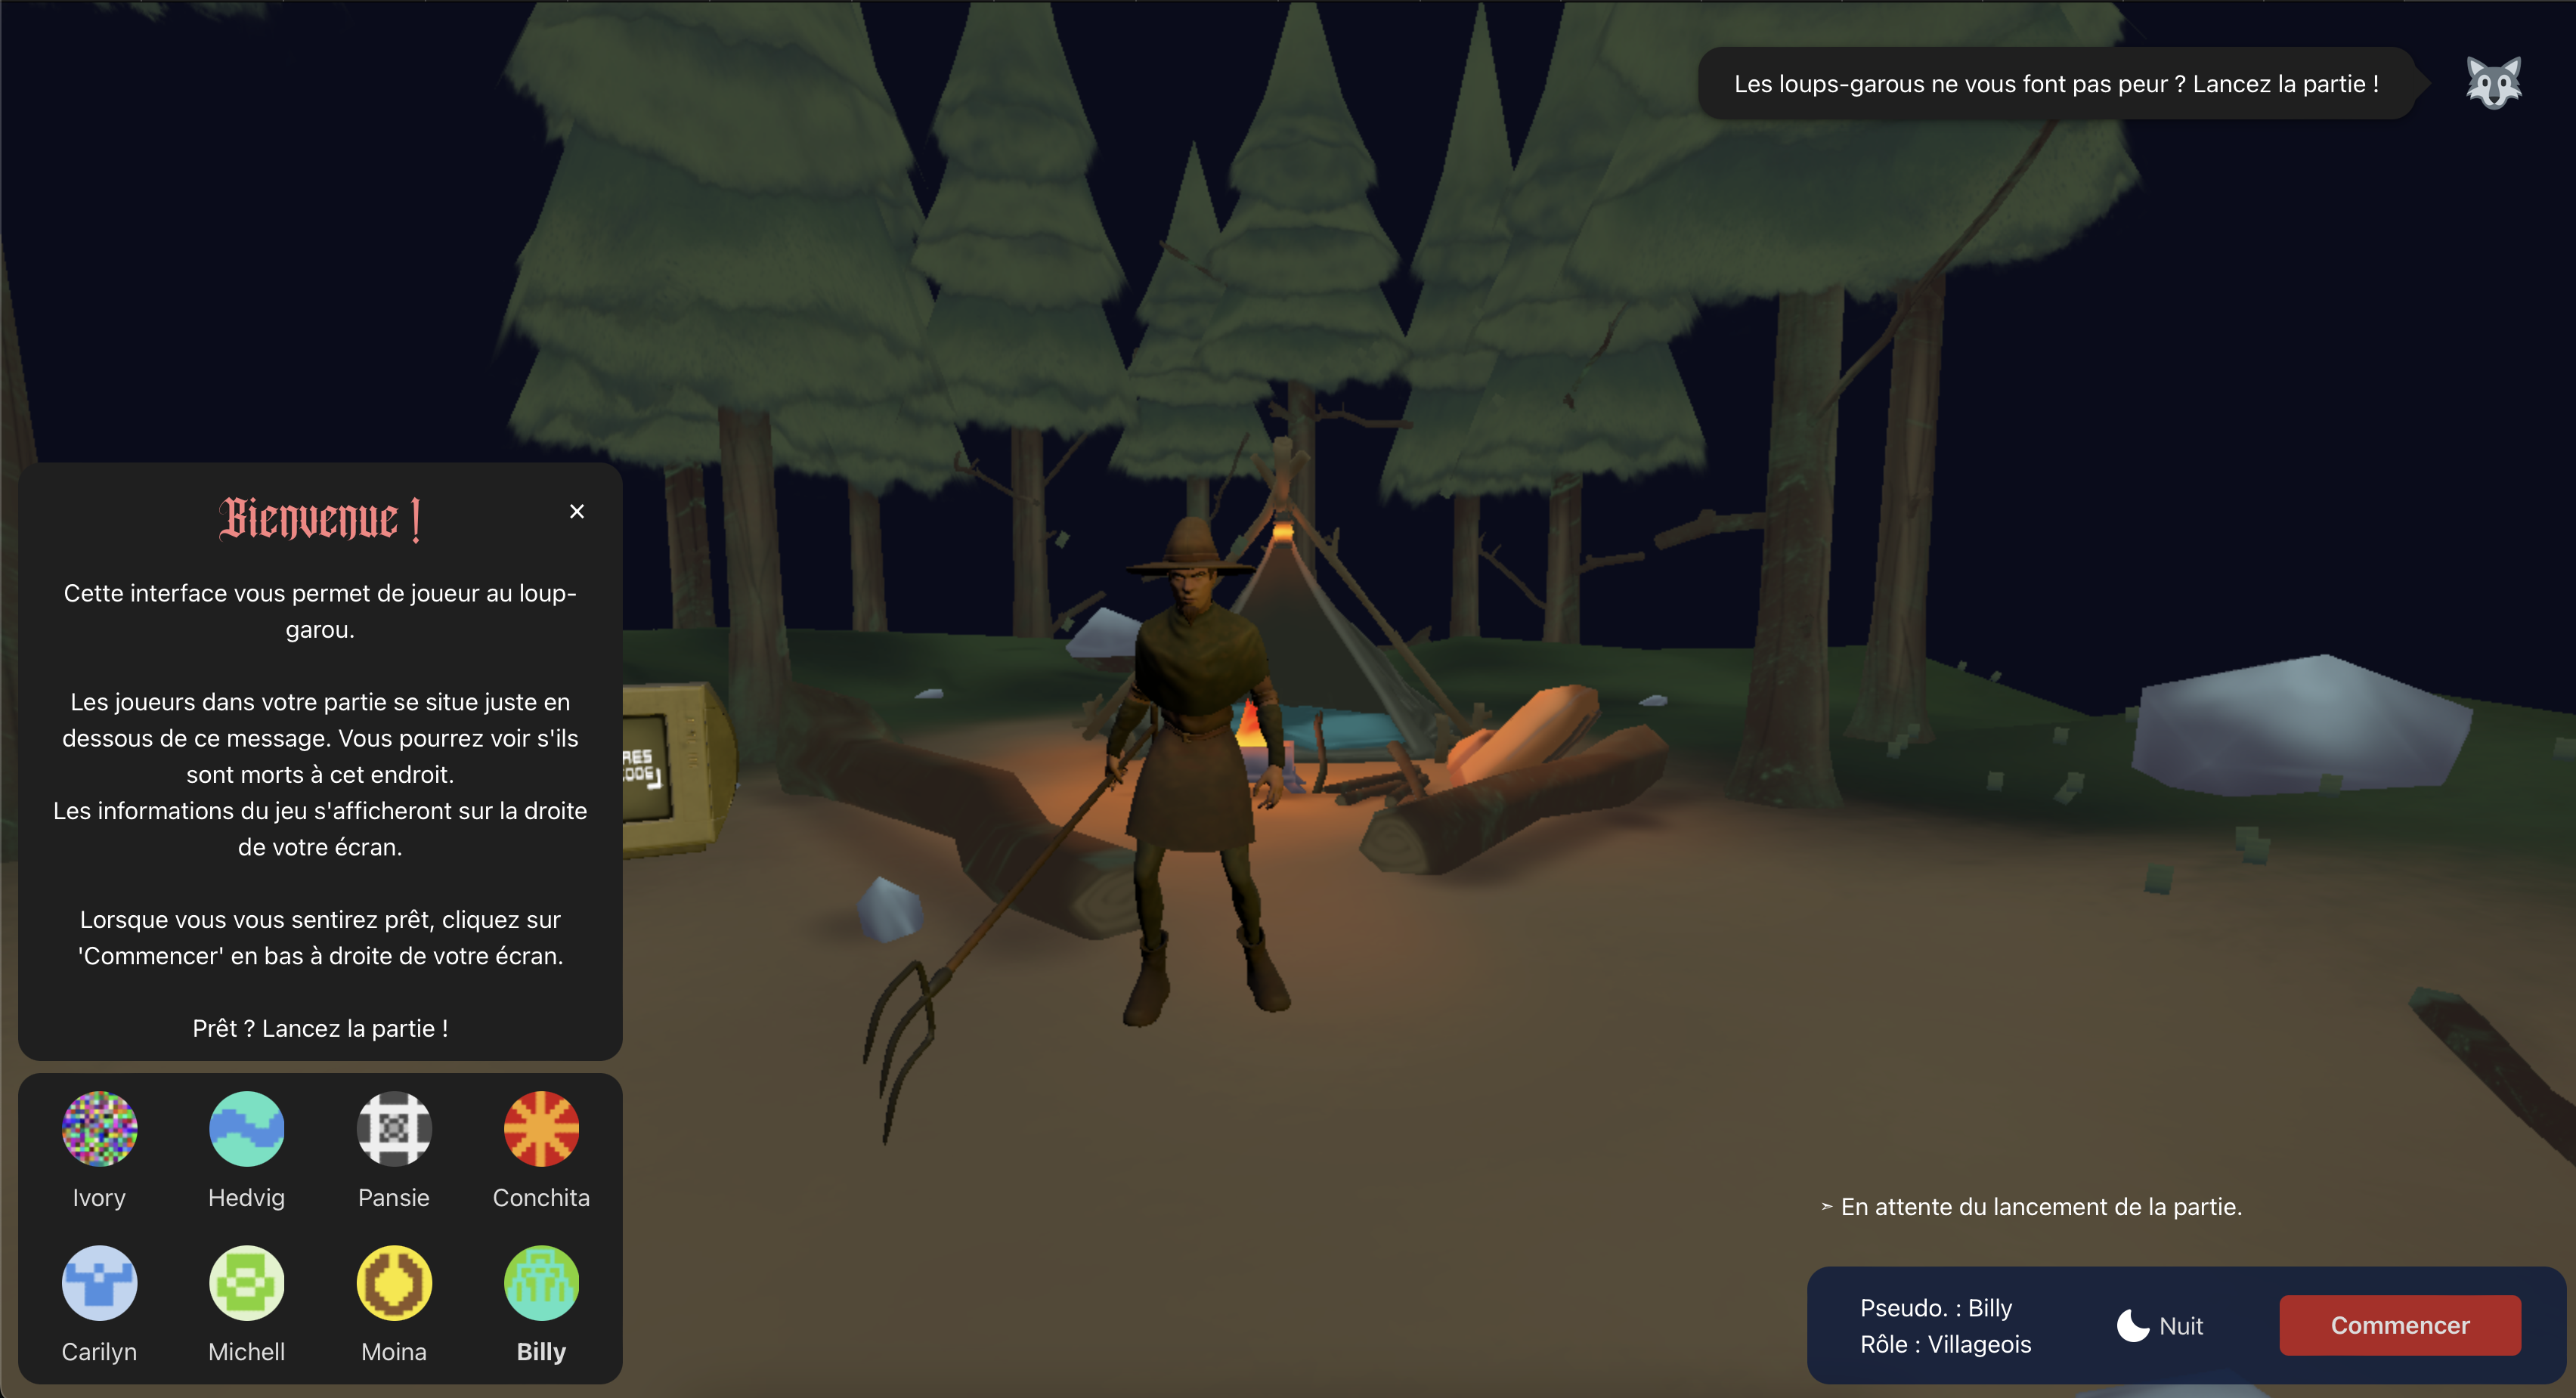 Les loups-garous ne vous font pas peur ? Lancez la partie !
Bienvenue !
Cette interface vous permet de joueur au loup-
garou.
Les joueurs dans votre partie se situe juste en
dessous de ce message. Vous pourrez voir s'ils
sont morts à cet endroit.
Les informations du jeu s'afficheront sur la droite
de votre écran.
Lorsque vous vous sentirez prêt, cliquez sur
'Commencer' en bas à droite de votre écran.
Prêt ? Lancez la partie !
Ivory
Hedvig
Pansie
Conchita
Carilyn
Michell
Moina
Billy
➣ En attente du lancement de la partie.
Pseudo. : Billy
Rôle : Villageois
Nuit
Commencer